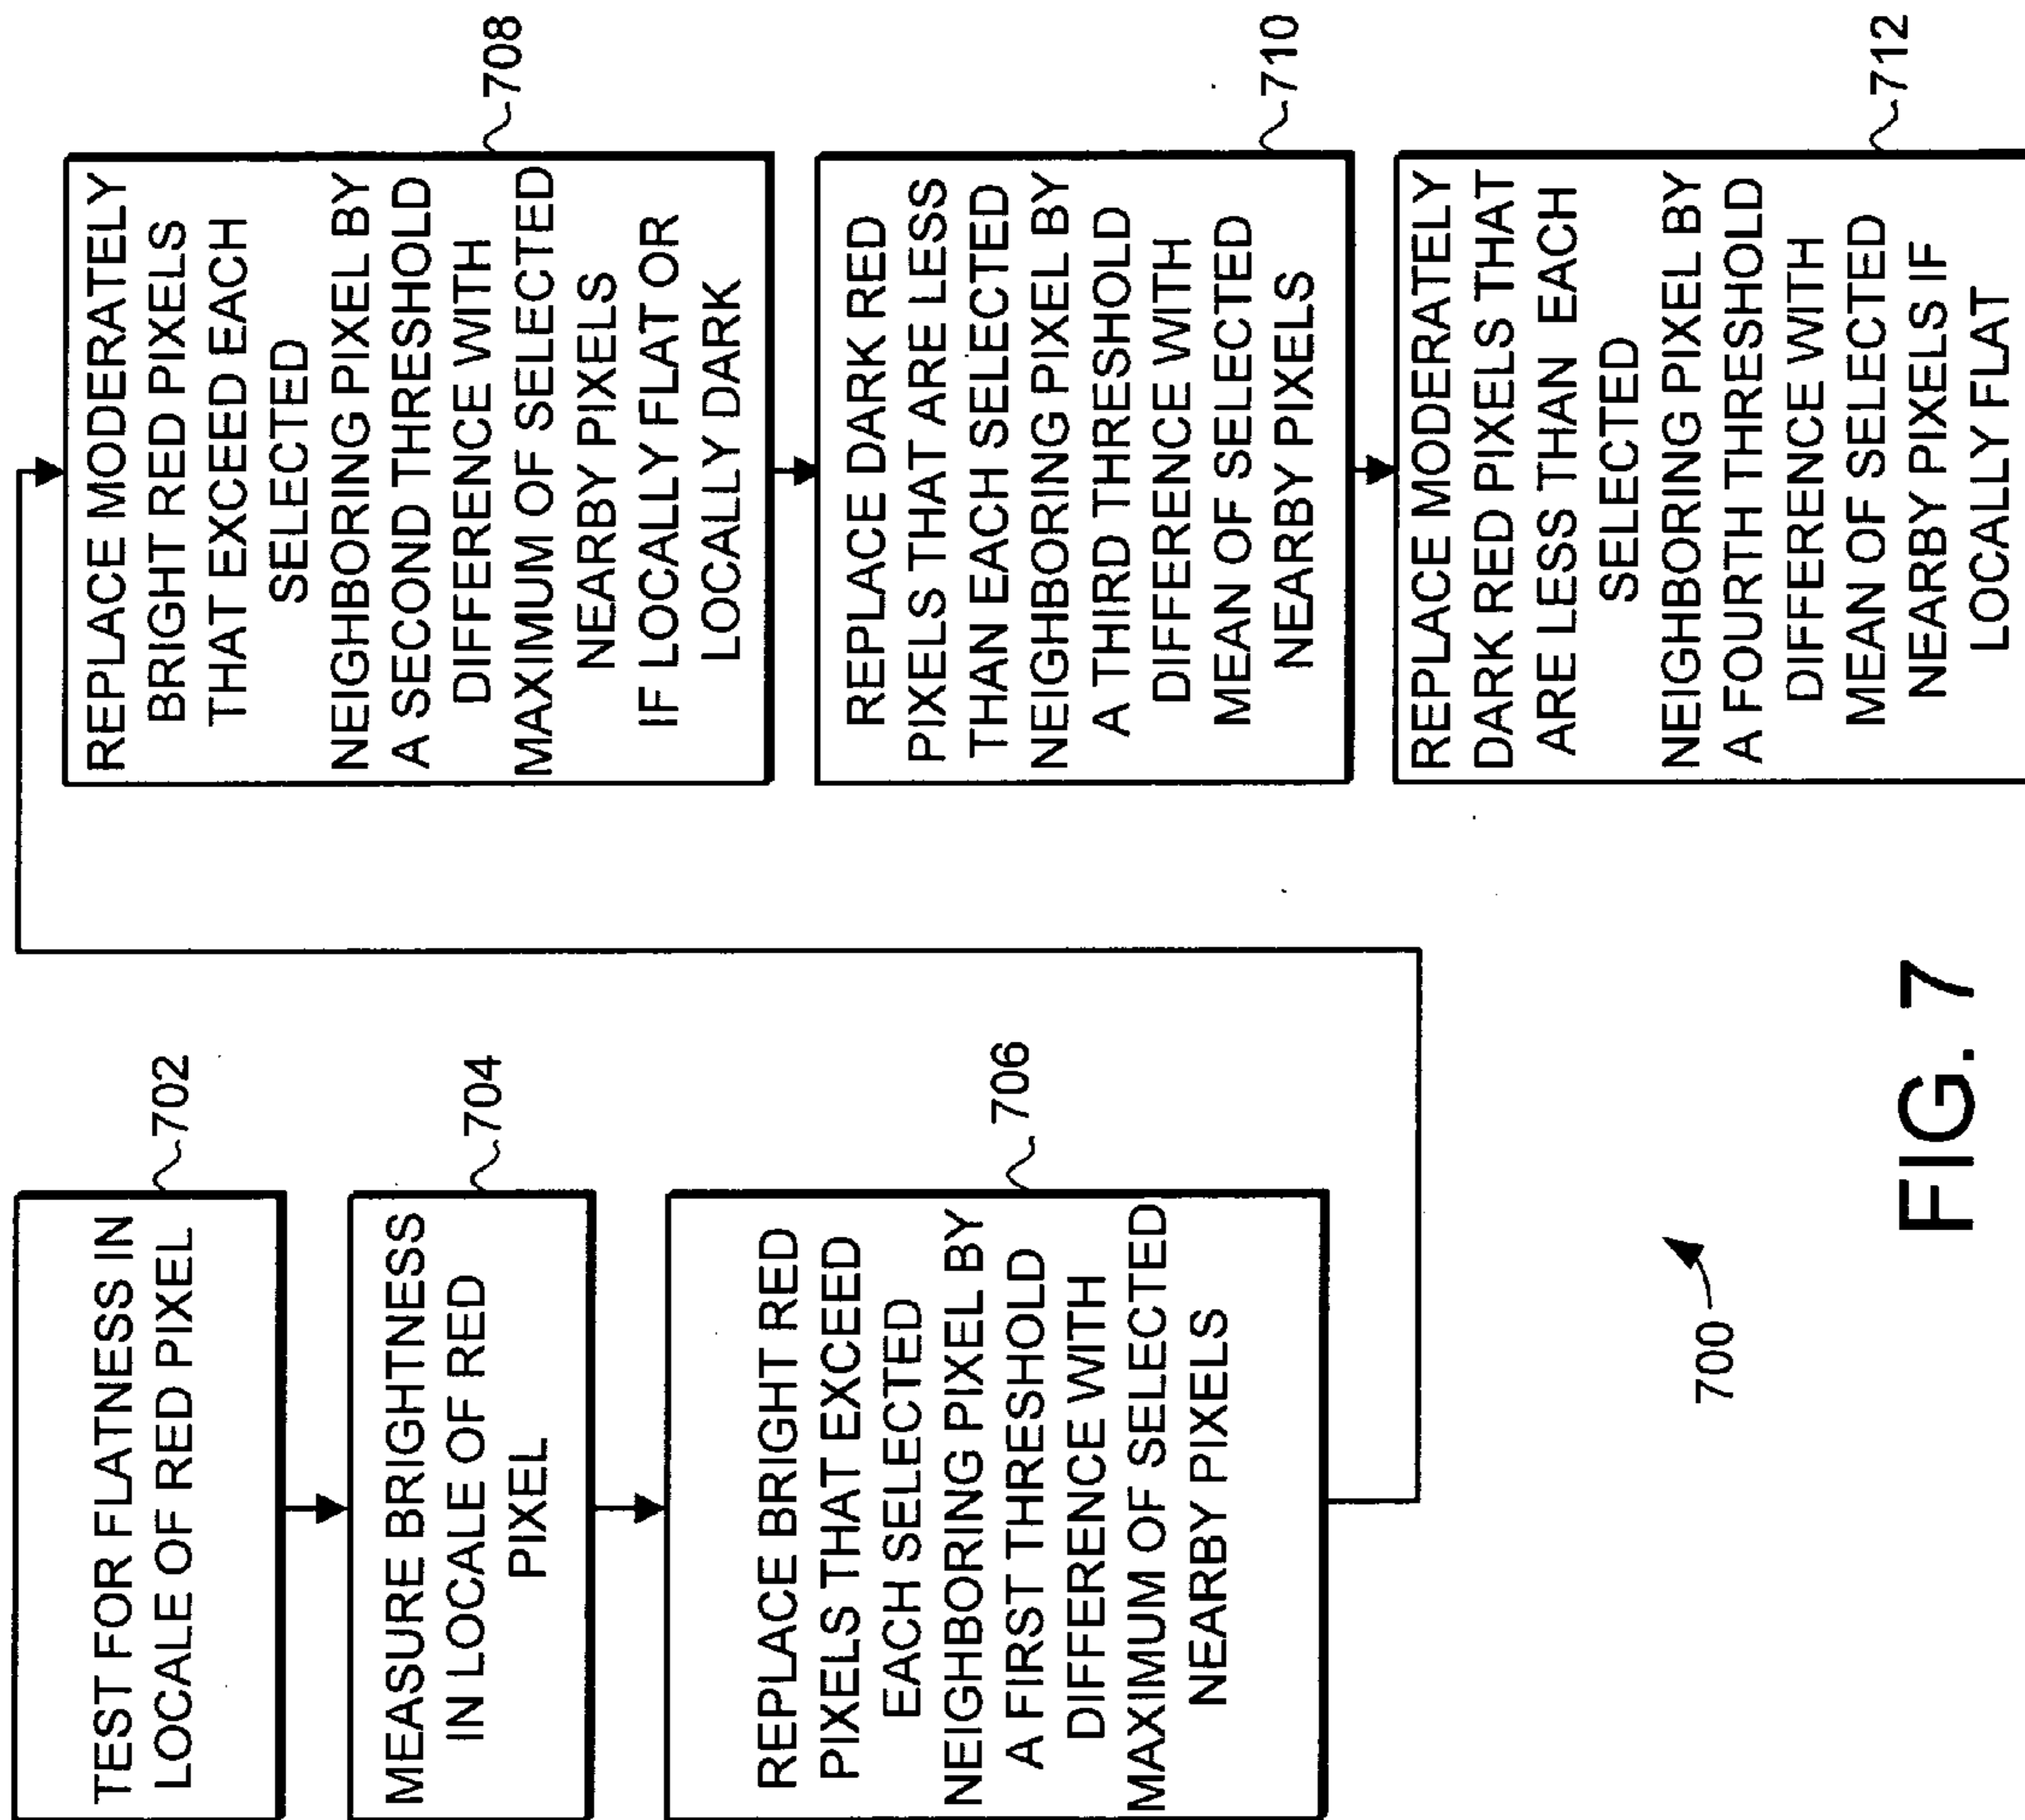 TEST FOR FLATNESS IN
LOCALE OF RED PIXEL
702
MEASURE BRIGHTNESS
IN LOCALE OF RED
PIXEL
704
REPLACE BRIGHT RED
PIXELS THAT EXCEED
EACH SELECTED
NEIGHBORING PIXEL BY
A FIRST THRESHOLD
DIFFERENCE WITH
MAXIMUM OF SELECTED
NEARBY PIXELS
706
REPLACE MODERATELY
BRIGHT RED PIXELS
THAT EXCEED EACH
SELECTED
NEIGHBORING PIXEL BY
A SECOND THRESHOLD
DIFFERENCE WITH
MAXIMUM OF SELECTED
NEARBY PIXELS
IF LOCALLY FLAT OR
LOCALLY DARK
708
REPLACE DARK RED
PIXELS THAT ARE LESS
THAN EACH SELECTED
NEIGHBORING PIXEL BY
A THIRD THRESHOLD
DIFFERENCE WITH
MEAN OF SELECTED
NEARBY PIXELS
710
REPLACE MODERATELY
DARK RED PIXELS THAT
ARE LESS THAN EACH
SELECTED
NEIGHBORING PIXEL BY
A FOURTH THRESHOLD
DIFFERENCE WITH
MEAN OF SELECTED
NEARBY PIXELS IF
LOCALLY FLAT
712
700
FIG. 7